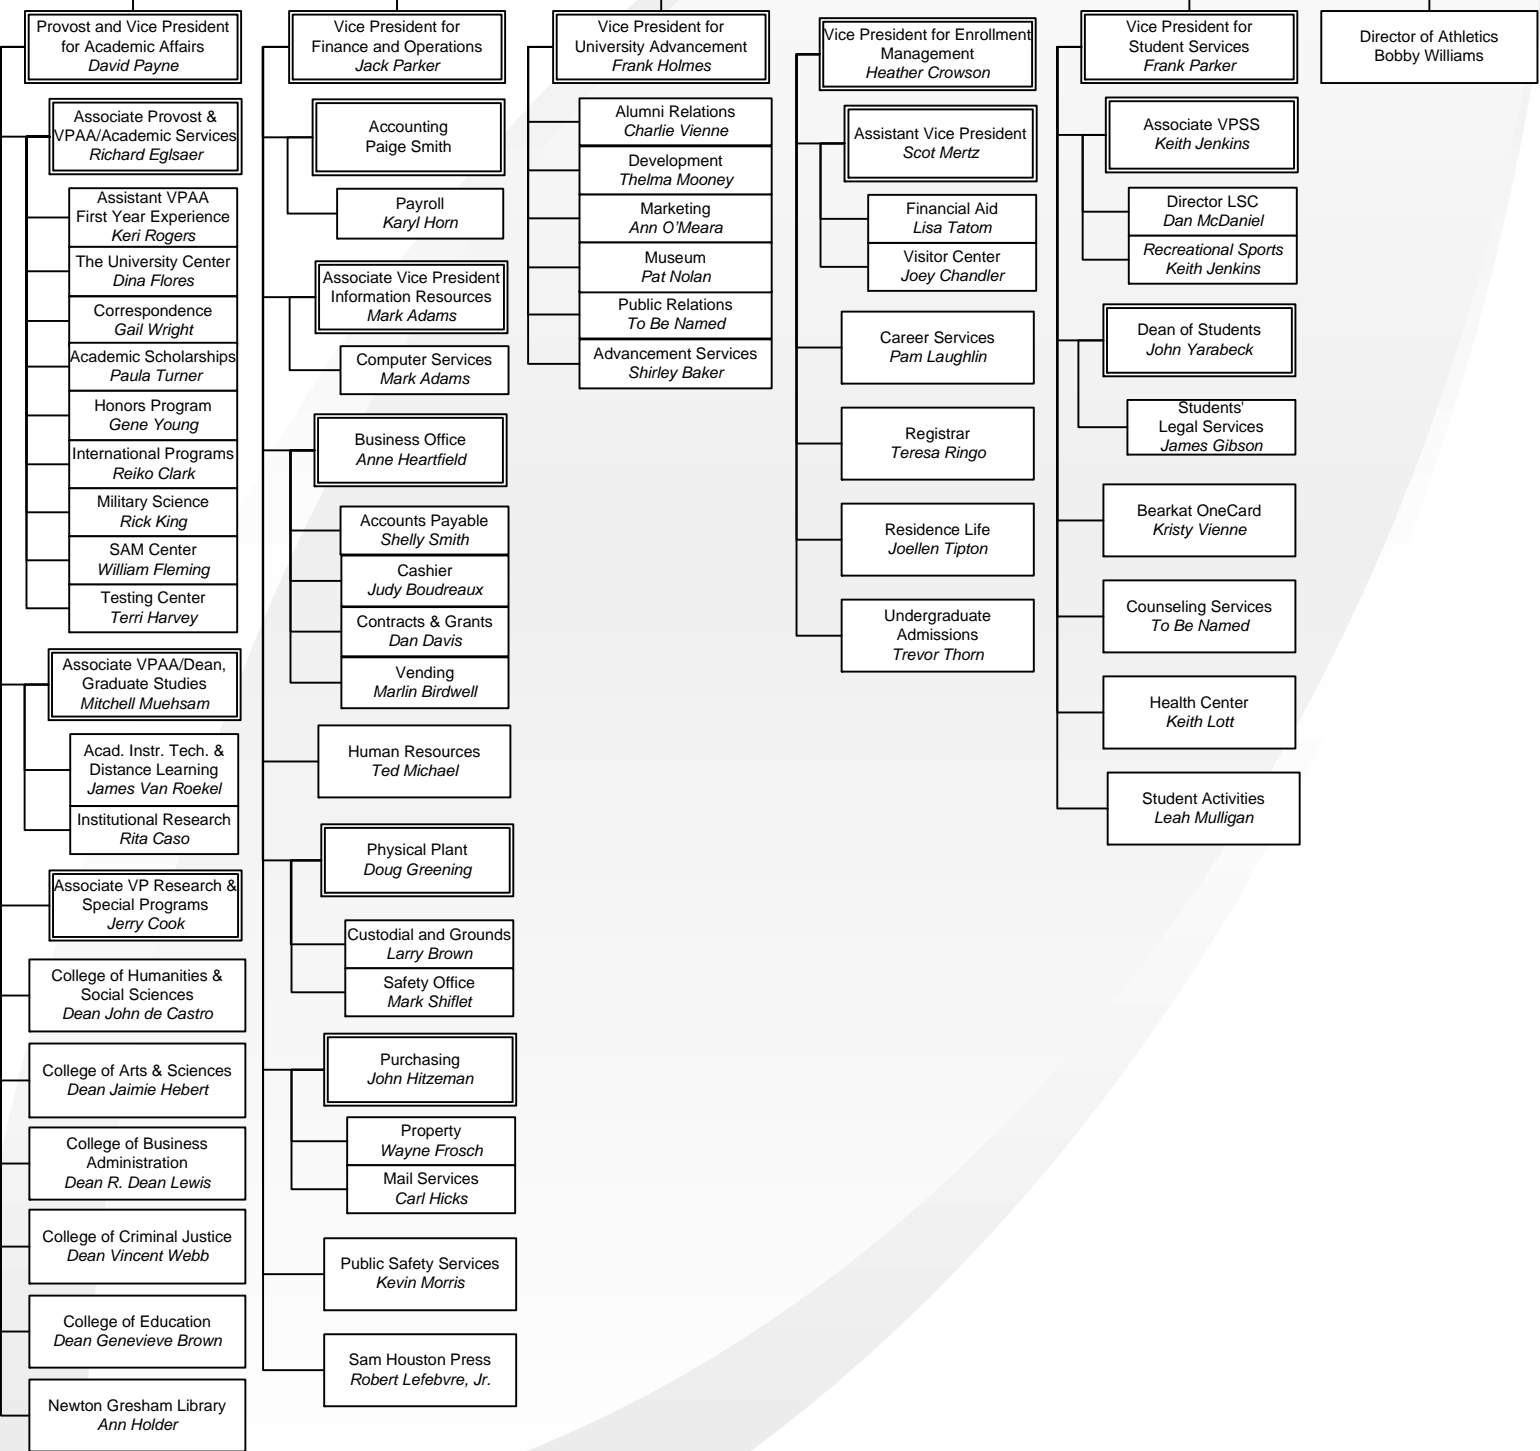 Provost and Vice President
for Academic Affairs
David Payne
Associate Provost &
VPAA/Academic Services
Richard Eglsaer
Assistant VPAA
First Year Experience
Keri Rogers
The University Center
Dina Flores
Correspondence
Gail Wright
Academic Scholarships
Paula Turner
Honors Program
Gene Young
International Programs
Reiko Clark
Military Science
Rick King
SAM Center
William Fleming
Testing Center
Terri Harvey
Associate VPAA/Dean,
Graduate Studies
Mitchell Muehsam
Acad. Instr. Tech. &
Distance Learning
James Van Roekel
Institutional Research
Rita Caso
Associate VP Research &
Special Programs
Jerry Cook
College of Humanities &
Social Sciences
Dean John de Castro
College of Arts & Sciences
Dean Jaimie Hebert
College of Business
Administration
Dean R. Dean Lewis
College of Criminal Justice
Dean Vincent Webb
College of Education
Dean Genevieve Brown
Newton Gresham Library
Ann Holder
Vice President for
Finance and Operations
Jack Parker
Accounting
Paige Smith
Payroll
Karyl Horn
Associate Vice President
Information Resources
Mark Adams
Computer Services
Mark Adams
Business Office
Anne Heartfield
Accounts Payable
Shelly Smith
Cashier
Judy Boudreaux
Contracts & Grants
Dan Davis
Vending
Marlin Birdwell
Human Resources
Ted Michael
Physical Plant
Doug Greening
Custodial and Grounds
Larry Brown
Safety Office
Mark Shiflet
Purchasing
John Hitzeman
Property
Wayne Frosch
Mail Services
Carl Hicks
Public Safety Services
Kevin Morris
Sam Houston Press
Robert Lefebvre, Jr.
Vice President for
University Advancement
Frank Holmes
Alumni Relations
Charlie Vienne
Development
Thelma Mooney
Marketing
Ann O'Meara
Museum
Pat Nolan
Public Relations
To Be Named
Advancement Services
Shirley Baker
Vice President for Enrollment
Management
Heather Crowson
Assistant Vice President
Scot Mertz
Financial Aid
Lisa Tatom
Visitor Center
Joey Chandler
Career Services
Pam Laughlin
Registrar
Teresa Ringo
Residence Life
Joellen Tipton
Undergraduate
Admissions
Trevor Thorn
Vice President for
Student Services
Frank Parker
Associate VPSS
Keith Jenkins
Director LSC
Dan McDaniel
Recreational Sports
Keith Jenkins
Dean of Students
John Yarabeck
Students'
Legal Services
James Gibson
Bearkat OneCard
Kristy Vienne
Counseling Services
To Be Named
Health Center
Keith Lott
Student Activities
Leah Mulligan
Director of Athletics
Bobby Williams